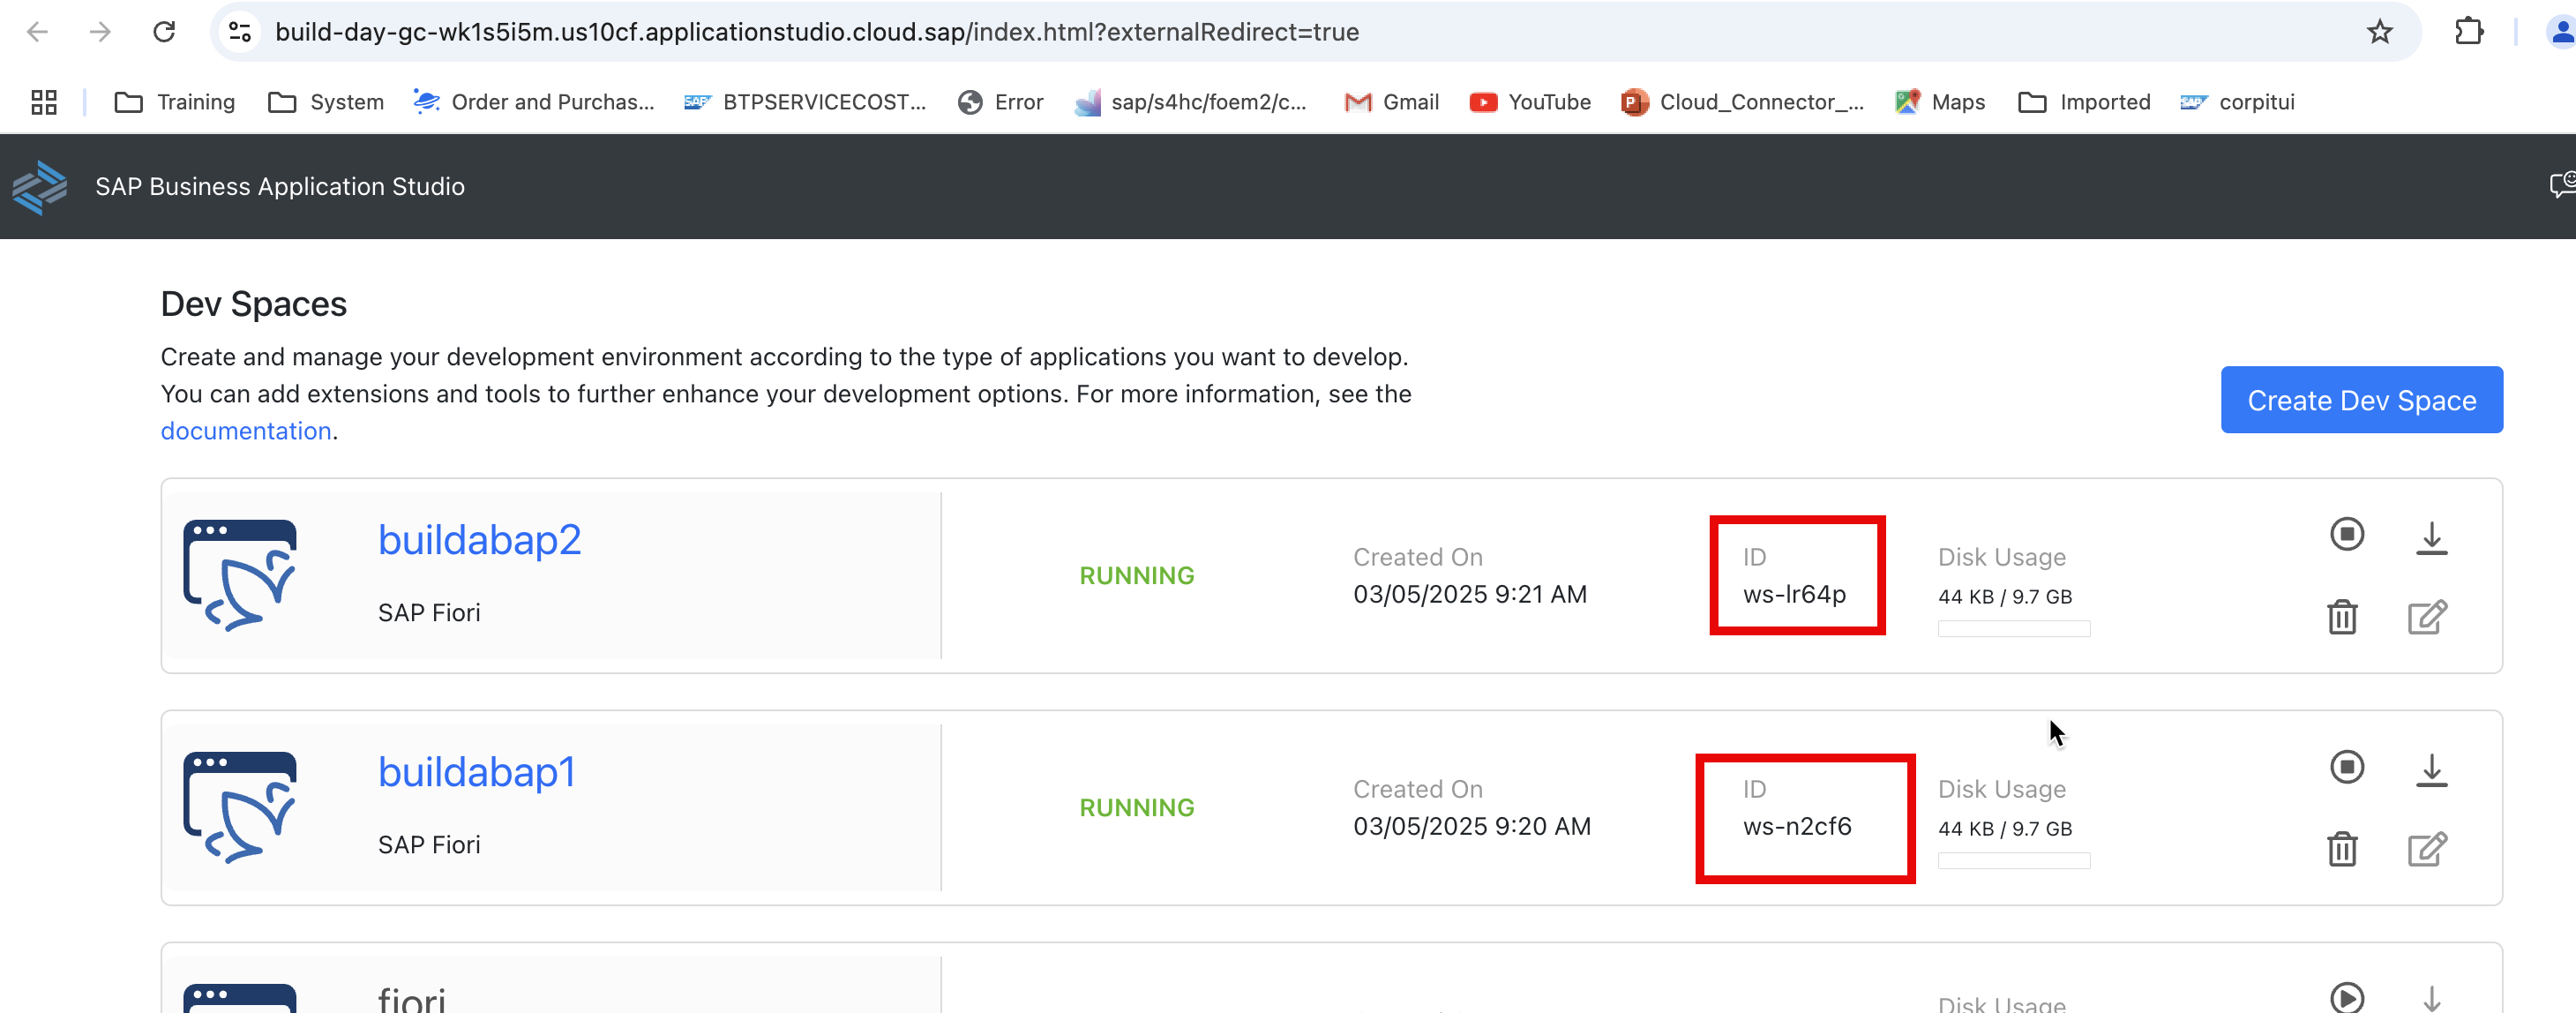 build-day-gc-wk1s5i5m.us10cf.applicationstudio.cloud.sap/index.html?externalRedirect=true
Training System Order and Purchas... SAP BTPSERVICECOST... Error sap/s4hc/foem2/c... Gmail YouTube P Cloud_Connector_... Maps Imported SAP corpitui
SAP Business Application Studio
Dev Spaces
Create and manage your development environment according to the type of applications you want to develop.
You can add extensions and tools to further enhance your development options. For more information, see the
documentation.
Create Dev Space
buildabap2
SAP Fiori
RUNNING
Created On
03/05/2025 9:21 AM
ID
ws-lr64p
Disk Usage
44 KB / 9.7 GB
buildabap1
SAP Fiori
RUNNING
Created On
03/05/2025 9:20 AM
ID
ws-n2cf6
Disk Usage
44 KB / 9.7 GB
fiori
Disk Usage